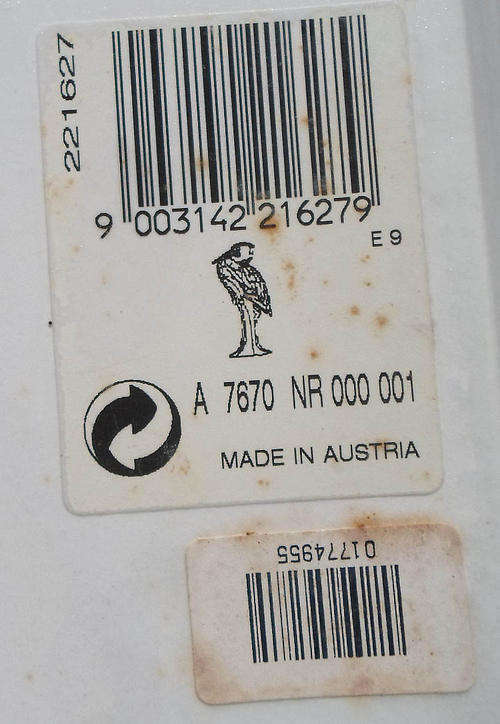 221627
9 003142 216279
E 9
A 7670 NR 000 001
MADE IN AUSTRIA
01774955